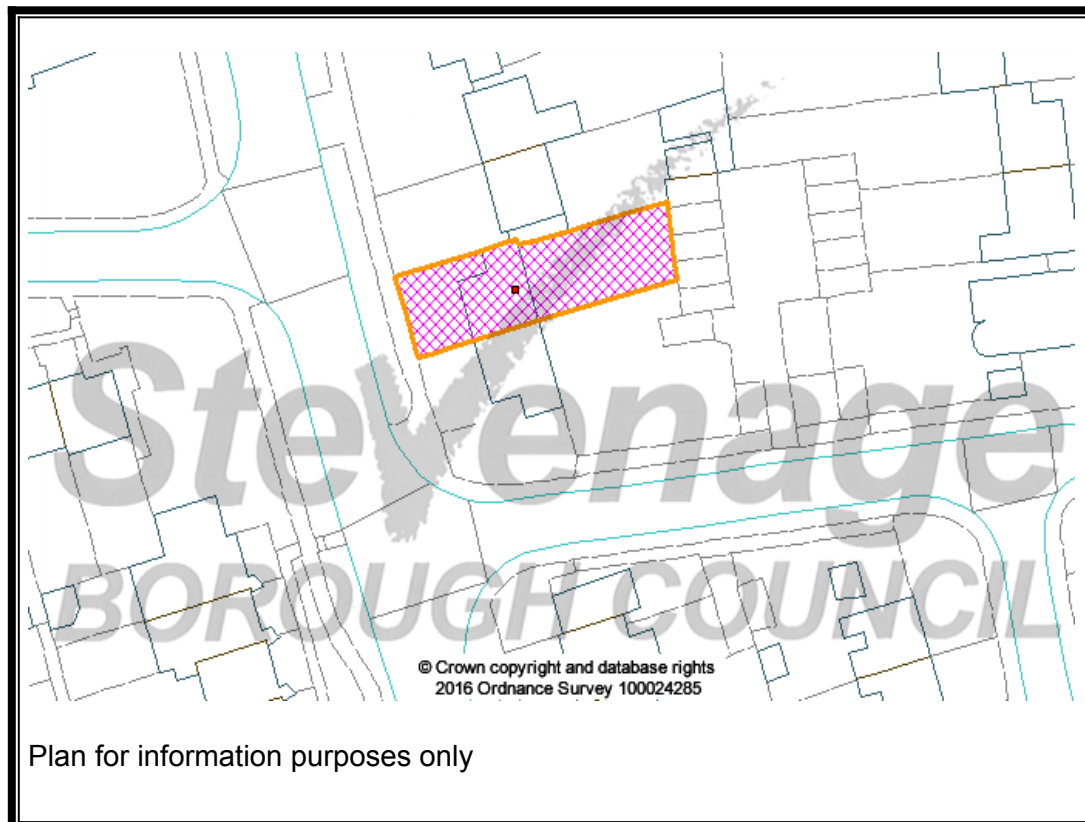 Stevenage
BOROUGH COUNCIL
© Crown copyright and database rights
2016 Ordnance Survey 100024285
Plan for information purposes only